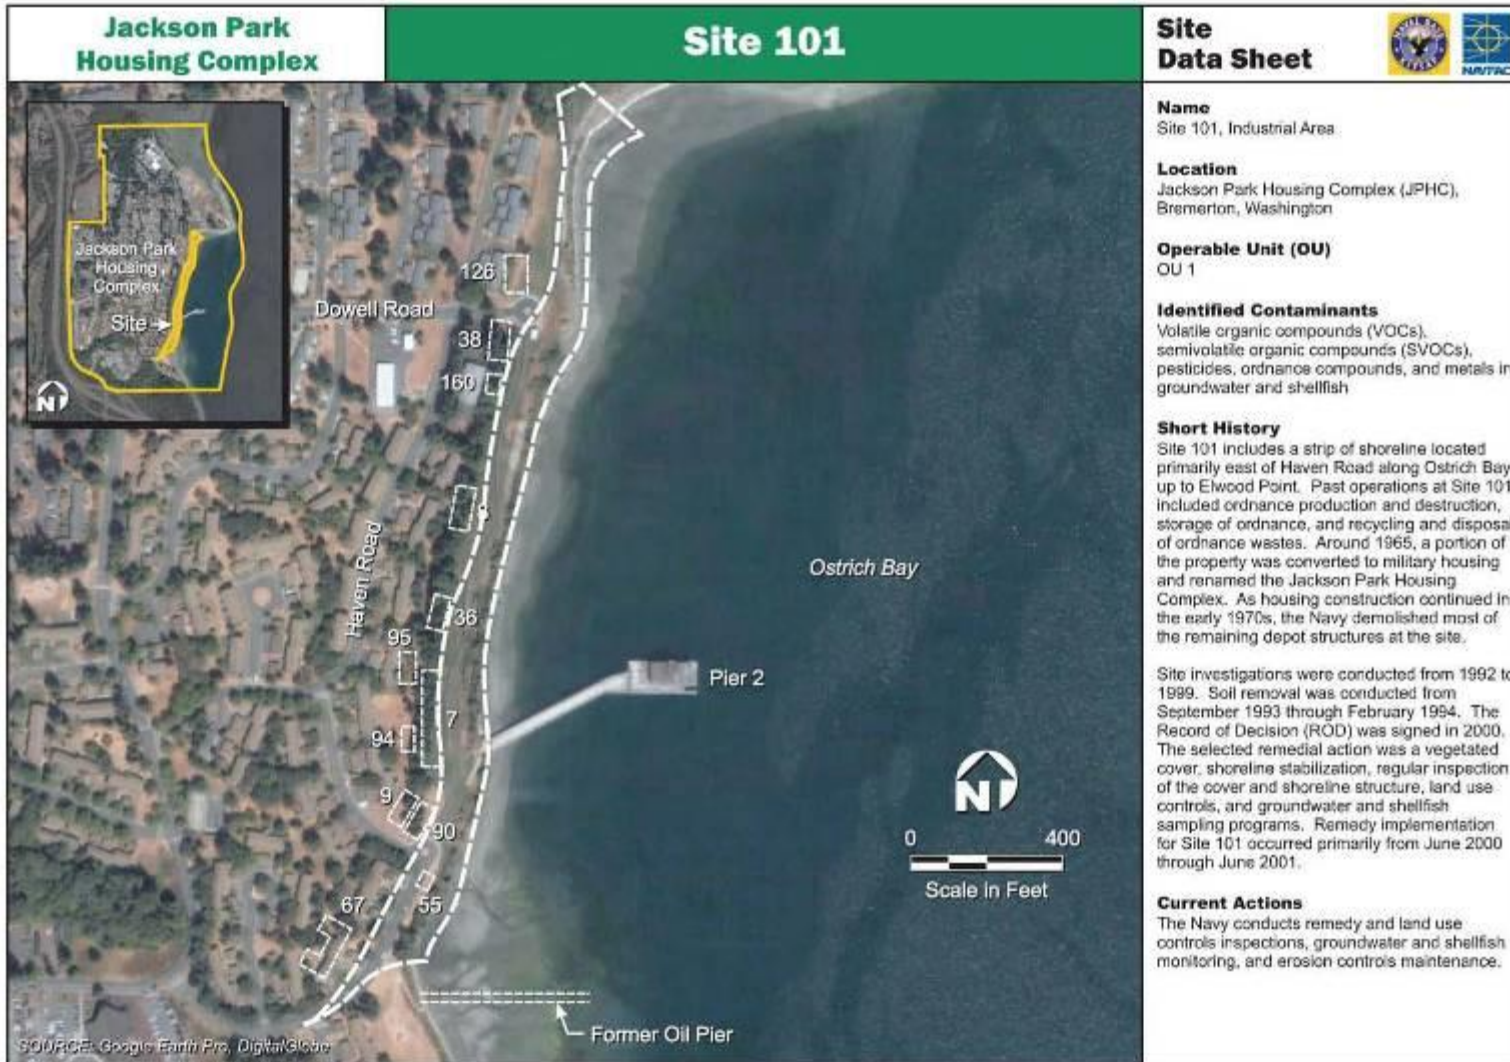 Jackson Park
Housing Complex
Site 101
Site
Data Sheet
NAVFAC
Jackson Park
Housing
Complex
Site
N
126
Dowell Road
38
160
Haven Road
36
95
7
94
9
90
67
55
Ostrich Bay
Pier 2
N
0 400
Scale in Feet
Former Oil Pier
SOURCE: Google Earth Pro, DigitalGlobe
Name
Site 101, Industrial Area
Location
Jackson Park Housing Complex (JPHC),
Bremerton, Washington
Operable Unit (OU)
OU 1
Identified Contaminants
Volatile organic compounds (VOCs),
semivolatile organic compounds (SVOCs),
pesticides, ordnance compounds, and metals in
groundwater and shellfish
Short History
Site 101 includes a strip of shoreline located
primarily east of Haven Road along Ostrich Bay
up to Elwood Point. Past operations at Site 101
included ordnance production and destruction,
storage of ordnance, and recycling and disposa
of ordnance wastes. Around 1965, a portion of
the property was converted to military housing
and renamed the Jackson Park Housing
Complex. As housing construction continued in
the early 1970s, the Navy demolished most of
the remaining depot structures at the site.
Site investigations were conducted from 1992 to
1999. Soil removal was conducted from
September 1993 through February 1994. The
Record of Decision (ROD) was signed in 2000.
The selected remedial action was a vegetated
cover, shoreline stabilization, regular inspection
of the cover and shoreline structure, land use
controls, and groundwater and shellfish
sampling programs. Remedy implementation
for Site 101 occurred primarily from June 2000
through June 2001.
Current Actions
The Navy conducts remedy and land use
controls inspections, groundwater and shellfish
monitoring, and erosion controls maintenance.